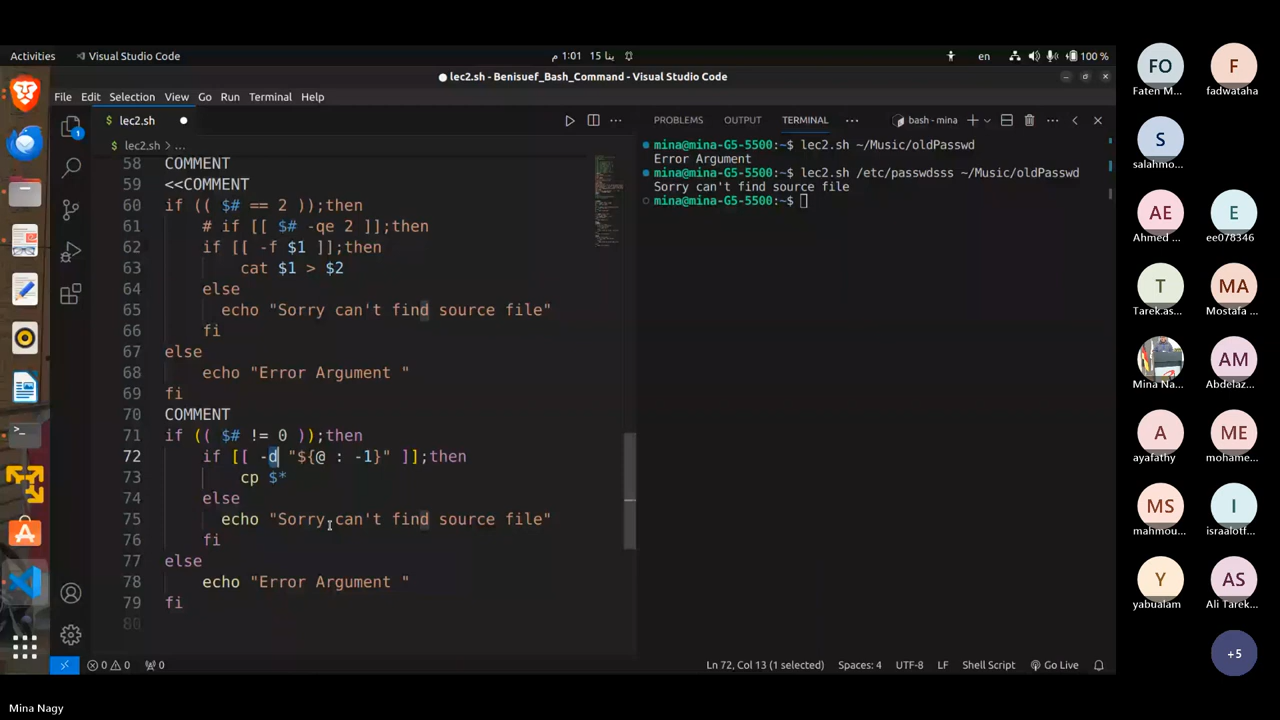 Activities
Visual Studio Code
م 1:01 ينا 15
en
100 %
lec2.sh - Benisuef_Bash_Command - Visual Studio Code
File Edit Selection View Go Run Terminal Help
lec2.sh
lec2.sh > ...
58 COMMENT
59 <<COMMENT
60 if (( $# == 2 ));then
61 # if [[ $# -qe 2 ]];then
62 if [[ -f $1 ]];then
63 cat $1 > $2
64 else
65 echo "Sorry can't find source file"
66 fi
67 else
68 echo "Error Argument "
69 fi
70 COMMENT
71 if (( $# != 0 ));then
72 if [[ -d "${@ : -1}" ]];then
73 cp $*
74 else
75 echo "Sorry can't find source file"
76 fi
77 else
78 echo "Error Argument "
79 fi
80
PROBLEMS OUTPUT TERMINAL ...
bash - mina
mina@mina-G5-5500:~$ lec2.sh ~/Music/oldPasswd
Error Argument
mina@mina-G5-5500:~$ lec2.sh /etc/passwdsss ~/Music/oldPasswd
Sorry can't find source file
mina@mina-G5-5500:~$
1
0 0 0
Ln 72, Col 13 (1 selected) Spaces: 4 UTF-8 LF Shell Script Go Live
FO
Faten M...
F
fadwataha
S
salahmo...
AE
Ahmed ...
E
ee078346
T
Tarek.as...
MA
Mostafa ...
Mina Na...
AM
Abdelaz...
A
ayafathy
ME
mohame...
MS
mahmou...
I
israalotf...
Y
yabualam
AS
Ali Tarek...
+5
Mina Nagy